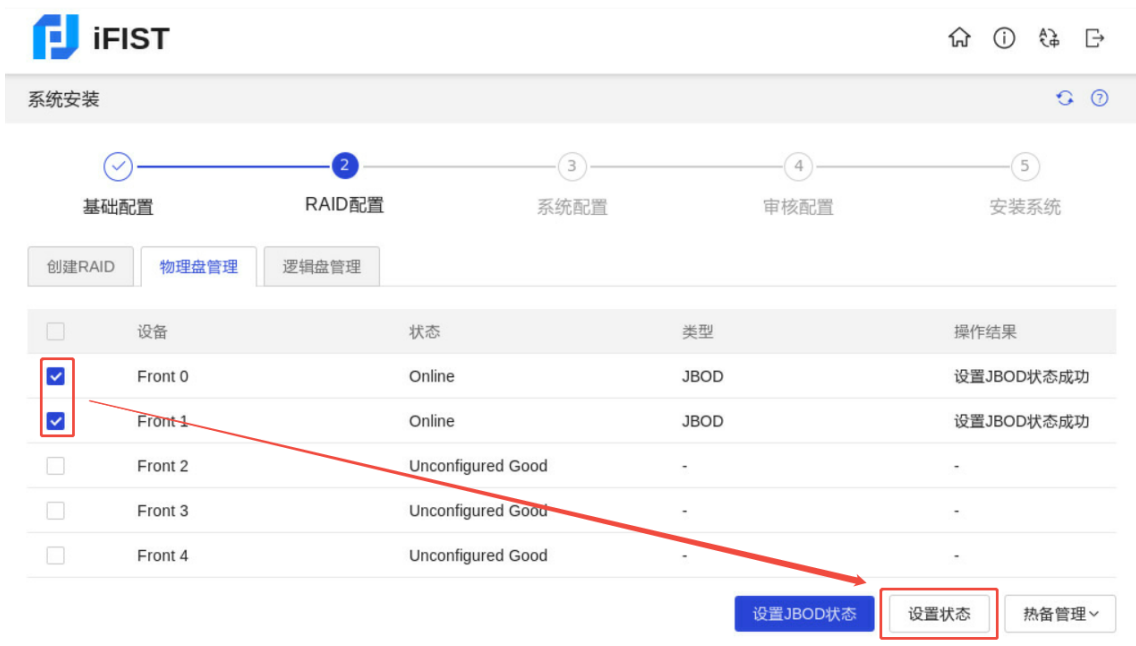 iFIST
系统安装
2 3 4 5
基础配置 RAID配置 系统配置 审核配置 安装系统
创建RAID 物理盘管理 逻辑盘管理
设备 状态 类型 操作结果
Front 0 Online JBOD 设置JBOD状态成功
Front 1 Online JBOD 设置JBOD状态成功
Front 2 Unconfigured Good - -
Front 3 Unconfigured Good - -
Front 4 Unconfigured Good - -
设置JBOD状态 设置状态 热备管理